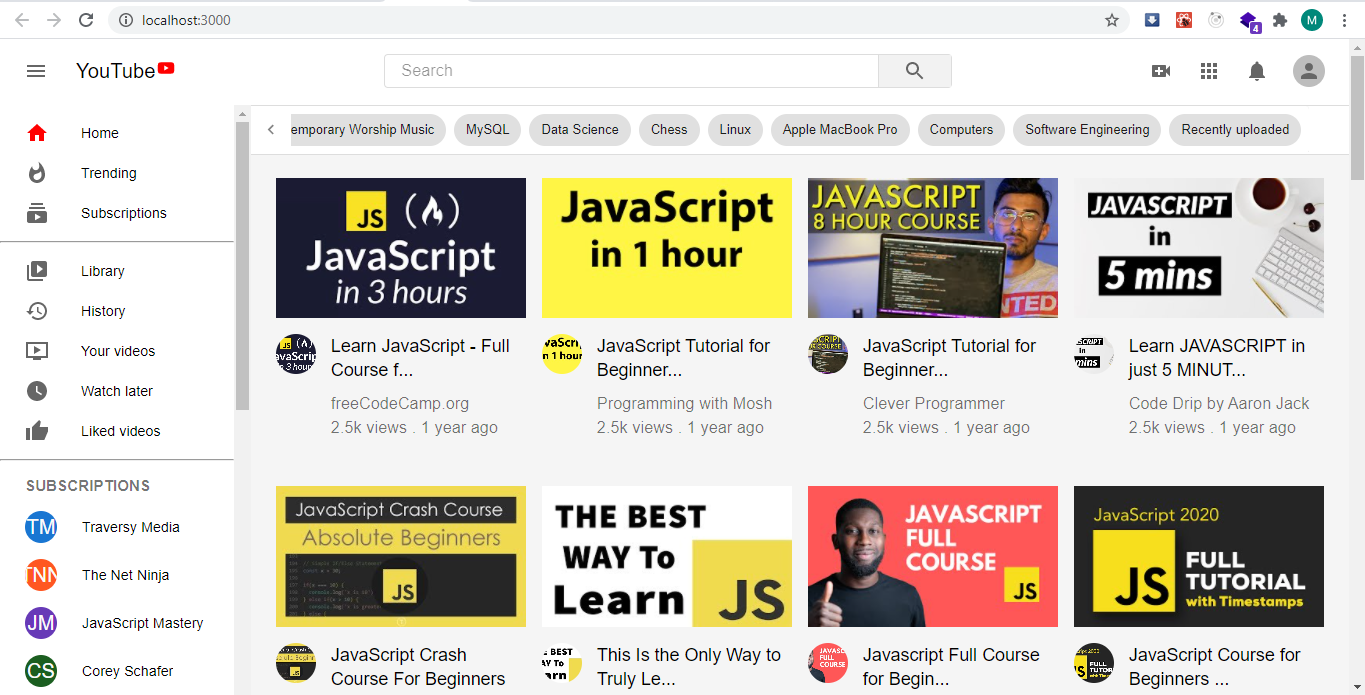 localhost:3000
4
M
YouTube
Search
Home
Trending
Subscriptions
Library
History
Your videos
Watch later
Liked videos
SUBSCRIPTIONS
TM Traversy Media
TNN The Net Ninja
JM JavaScript Mastery
CS Corey Schafer
emporary Worship Music
MySQL
Data Science
Chess
Linux
Apple MacBook Pro
Computers
Software Engineering
Recently uploaded
JS
JavaScript
in 3 hours
Learn JavaScript - Full
Course f...
freeCodeCamp.org
2.5k views . 1 year ago
JavaScript
in 1 hour
JavaScript Tutorial for
Beginner...
Programming with Mosh
2.5k views . 1 year ago
JAVASCRIPT
8 HOUR COURSE
NTED
JavaScript Tutorial for
Beginner...
Clever Programmer
2.5k views . 1 year ago
JAVASCRIPT
in
5 mins
Learn JAVASCRIPT in
just 5 MINUT...
Code Drip by Aaron Jack
2.5k views . 1 year ago
JavaScript Crash Course
Absolute Beginners
JS
JavaScript Crash
Course For Beginners
THE BEST
WAY To
Learn
JS
This Is the Only Way to
Truly Le...
JAVASCRIPT
FULL
COURSE
JS
Javascript Full Course
for Begin...
JavaScript 2020
JS
FULL
TUTORIAL
with Timestamps
JavaScript Course for
Beginners ...